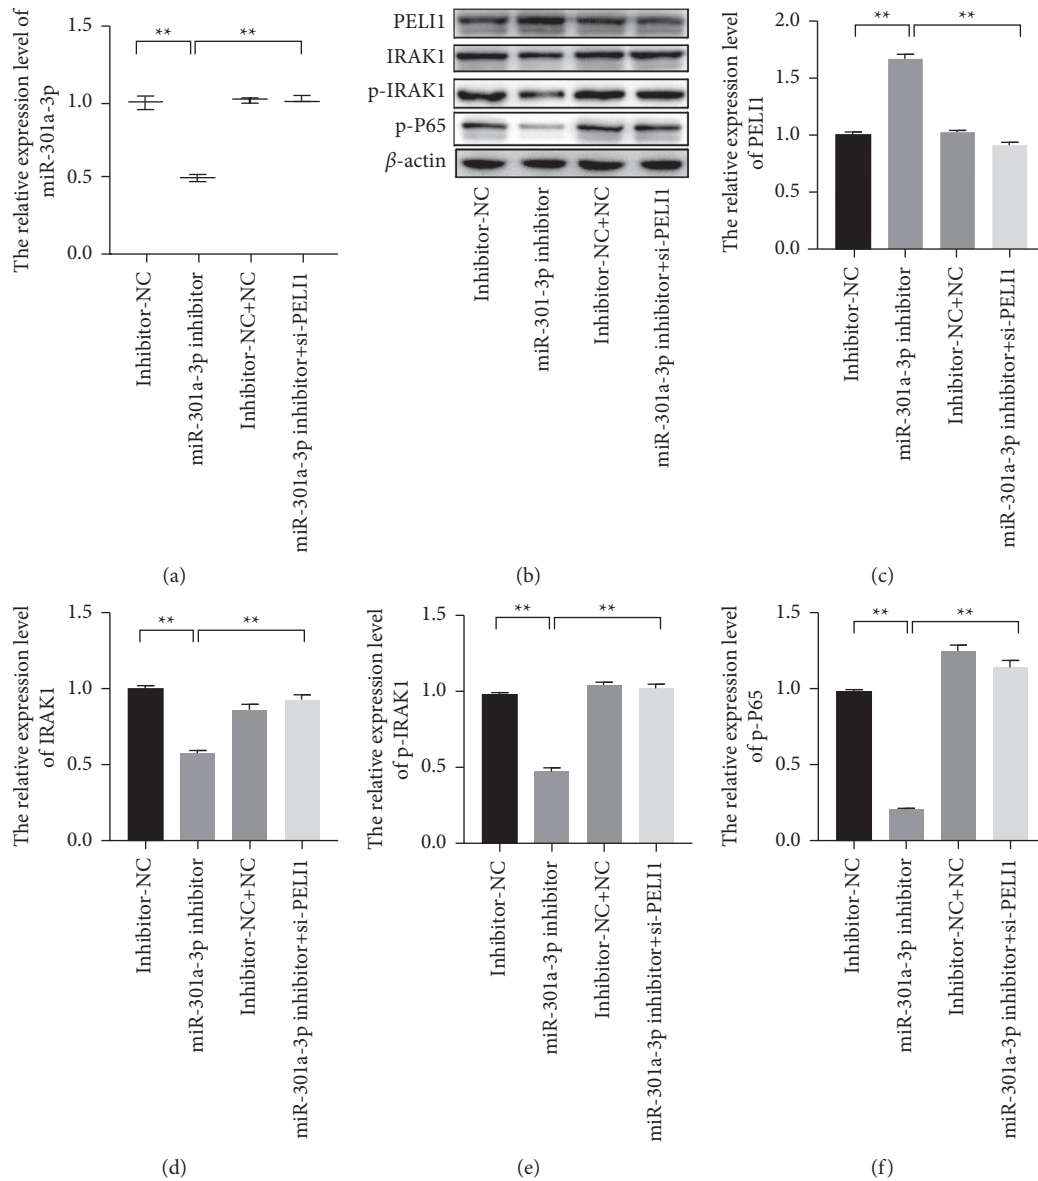 The relative expression level of
miR-301a-3p
1.5
1.0
0.5
0.0
**
**
Inhibitor-NC
miR-301a-3p inhibitor
Inhibitor-NC+NC
miR-301a-3p inhibitor+si-PELI1
(a)
PELI1
IRAK1
p-IRAK1
p-P65
β-actin
Inhibitor-NC
miR-301-3p inhibitor
Inhibitor-NC+NC
miR-301a-3p inhibitor+si-PELI1
(b)
The relative expression level
of PELI1
2.0
1.5
1.0
0.5
0.0
**
**
Inhibitor-NC
miR-301a-3p inhibitor
Inhibitor-NC+NC
miR-301a-3p inhibitor+si-PELI1
(c)
The relative expression level
of IRAK1
1.5
1.0
0.5
0.0
**
**
Inhibitor-NC
miR-301a-3p inhibitor
Inhibitor-NC+NC
miR-301a-3p inhibitor+si-PELI1
(d)
The relative expression level
of p-IRAK1
1.5
1.0
0.5
0.0
**
**
Inhibitor-NC
miR-301a-3p inhibitor
Inhibitor-NC+NC
miR-301a-3p inhibitor+si-PELI1
(e)
The relative expression level
of p-P65
1.5
1.0
0.5
0.0
**
**
Inhibitor-NC
miR-301a-3p inhibitor
Inhibitor-NC+NC
miR-301a-3p inhibitor+si-PELI1
(f)